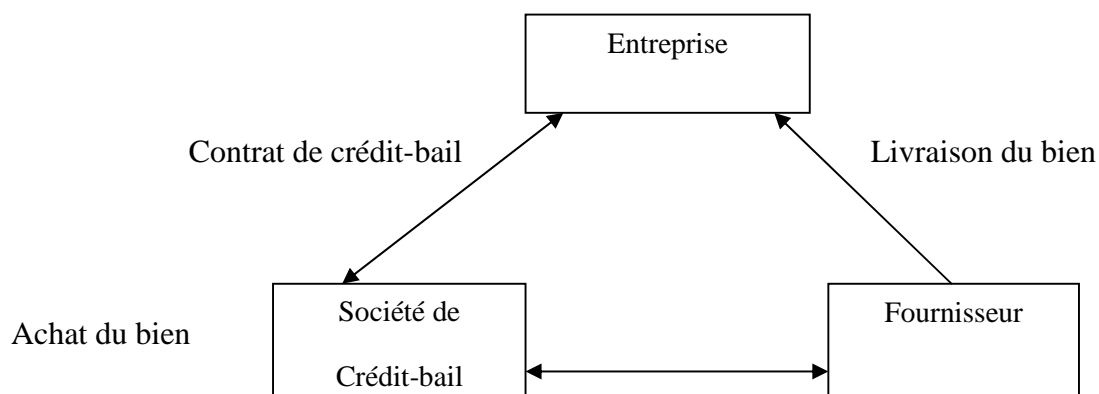 Entreprise
Contrat de crédit-bail
Livraison du bien
Société de
Crédit-bail
Fournisseur
Achat du bien